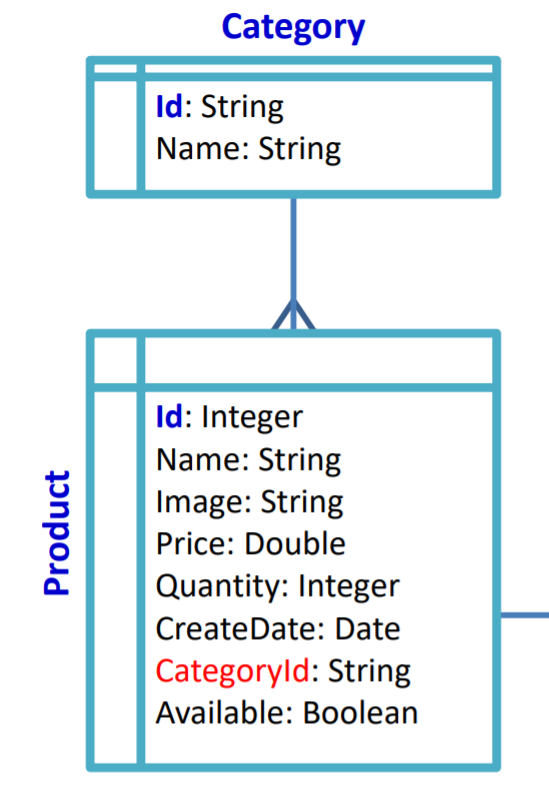 Category
Id: String
Name: String
Product
Id: Integer
Name: String
Image: String
Price: Double
Quantity: Integer
CreateDate: Date
CategoryId: String
Available: Boolean